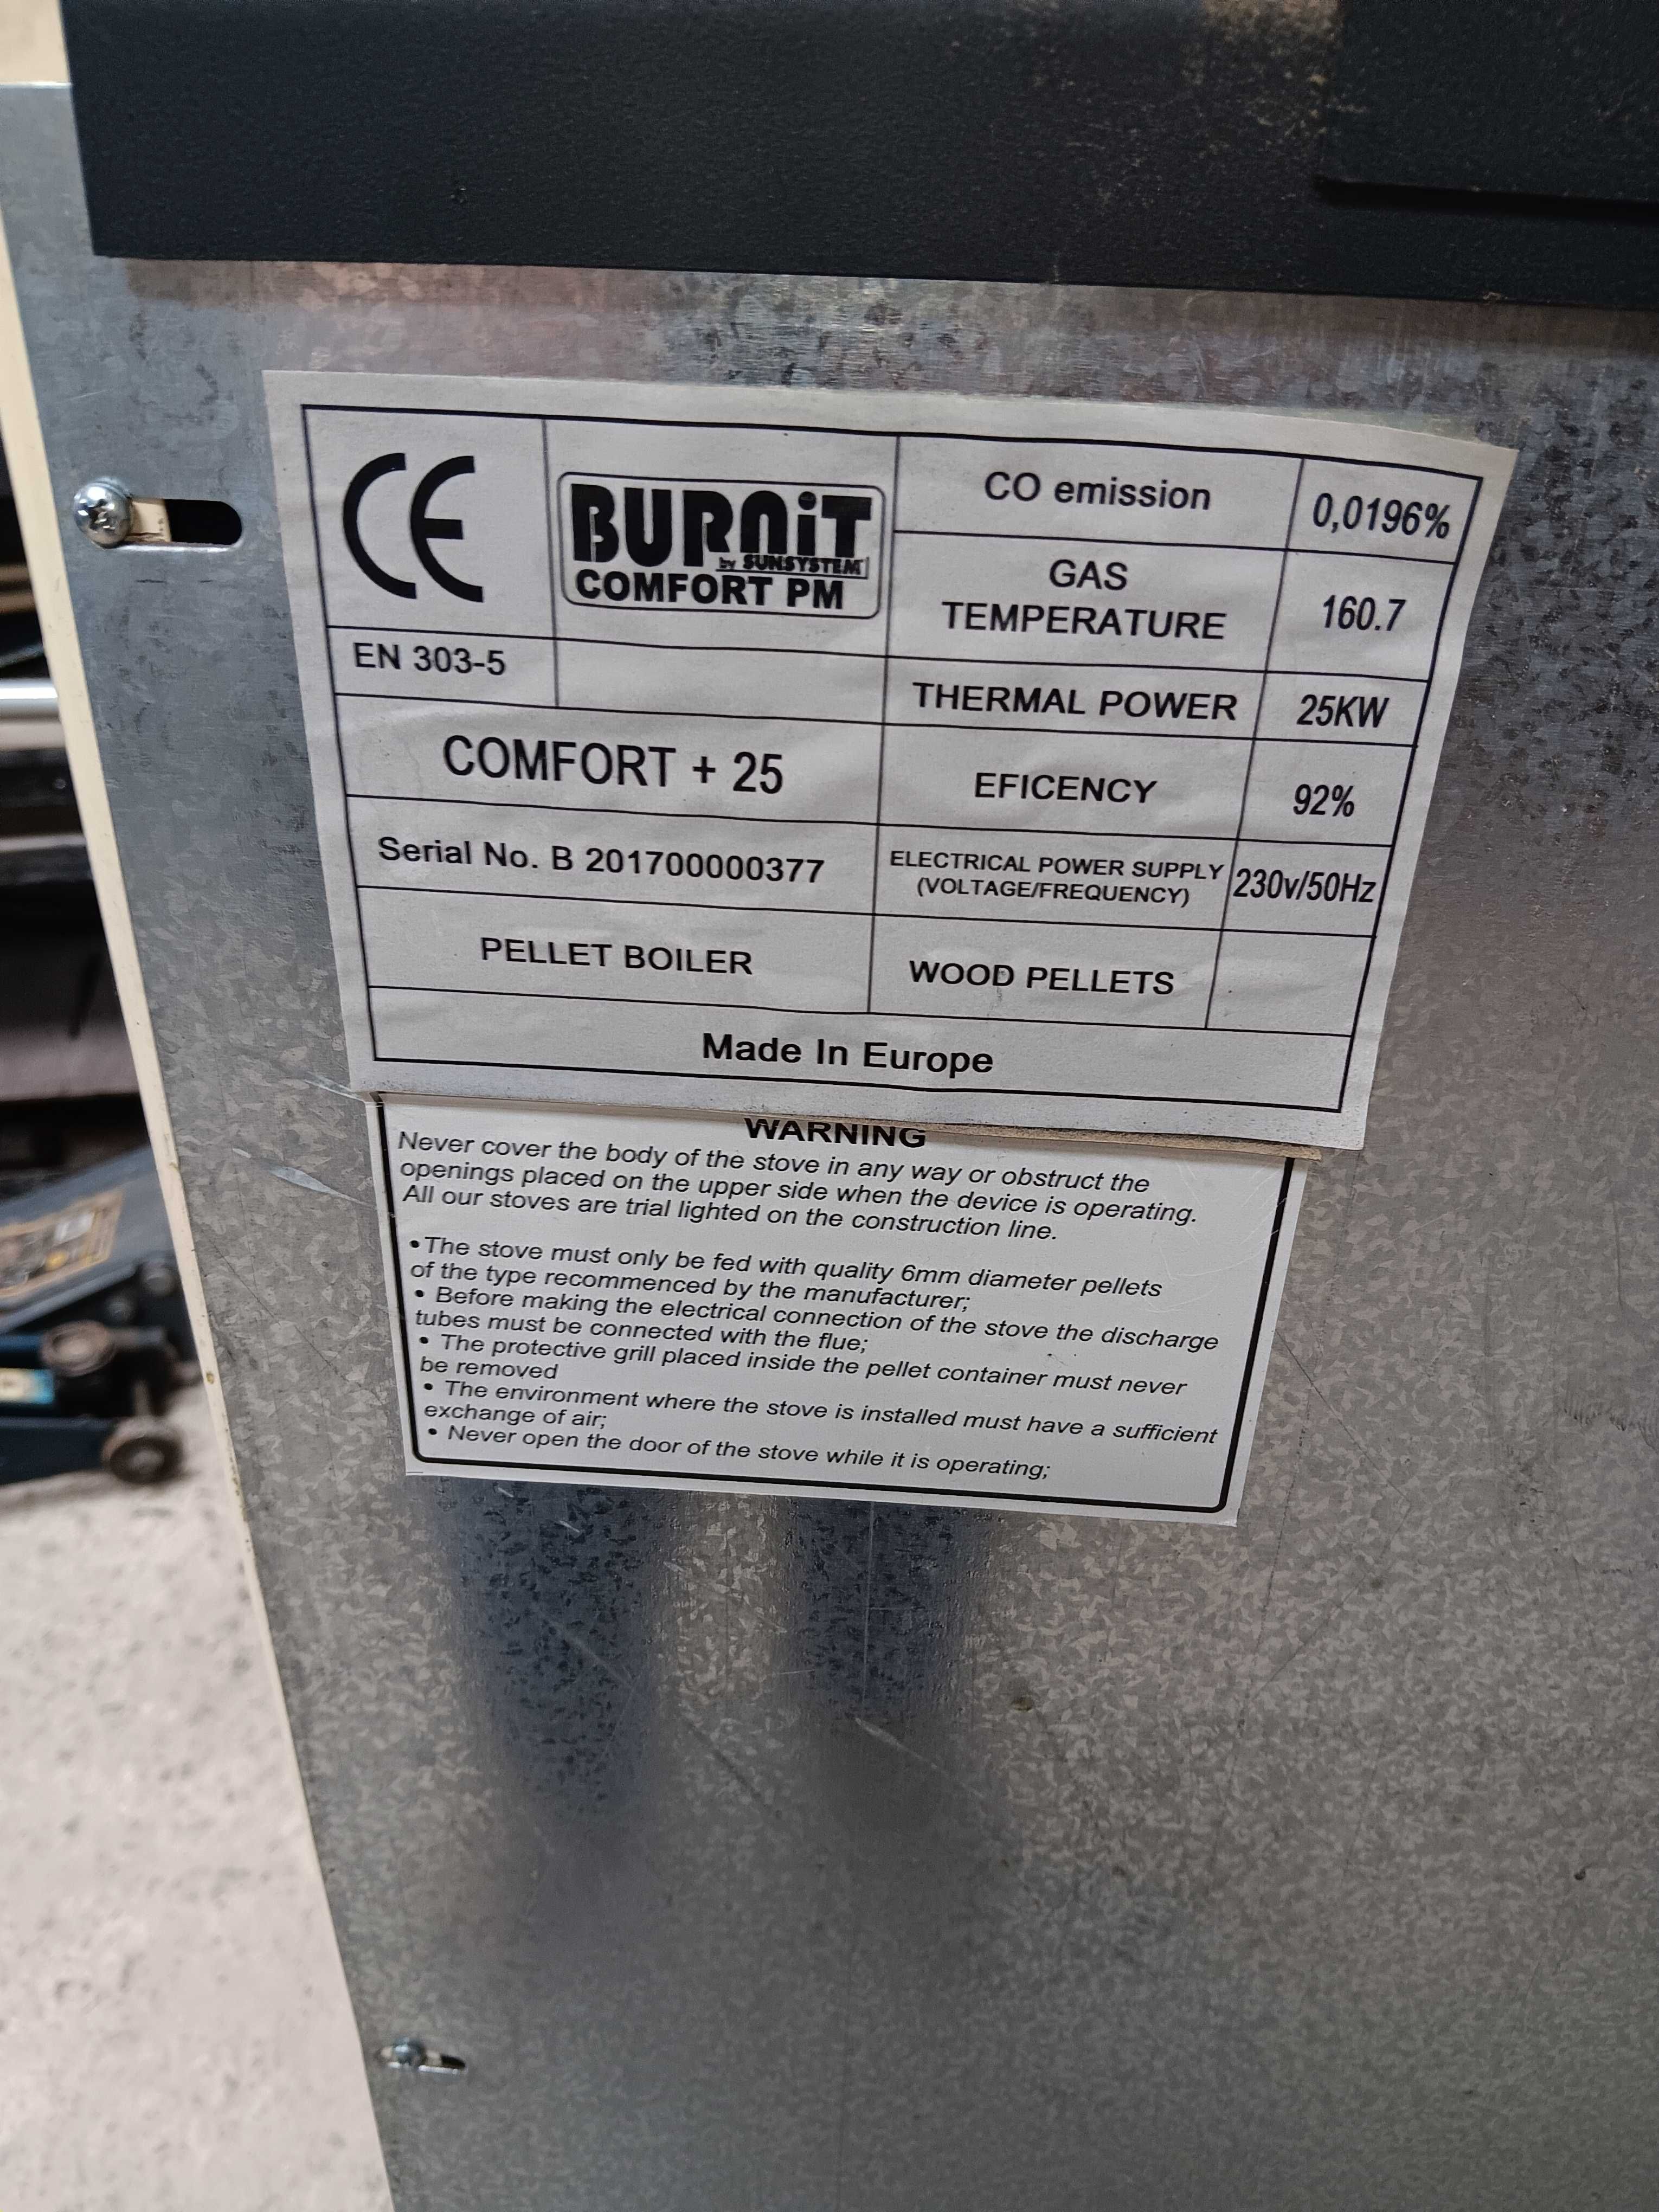 CE
BURNiT
by SUNSYSTEM
COMFORT PM
CO emission
0,0196%
GAS
TEMPERATURE
160.7
EN 303-5
THERMAL POWER
25KW
COMFORT + 25
EFICENCY
92%
Serial No. B 201700000377
ELECTRICAL POWER SUPPLY
(VOLTAGE/FREQUENCY)
230v/50Hz
PELLET BOILER
WOOD PELLETS
Made In Europe
WARNING
Never cover the body of the stove in any way or obstruct the
openings placed on the upper side when the device is operating.
All our stoves are trial lighted on the construction line.
•The stove must only be fed with quality 6mm diameter pellets
of the type recommenced by the manufacturer;
• Before making the electrical connection of the stove the discharge
tubes must be connected with the flue;
• The protective grill placed inside the pellet container must never
be removed
• The environment where the stove is installed must have a sufficient
exchange of air;
• Never open the door of the stove while it is operating;